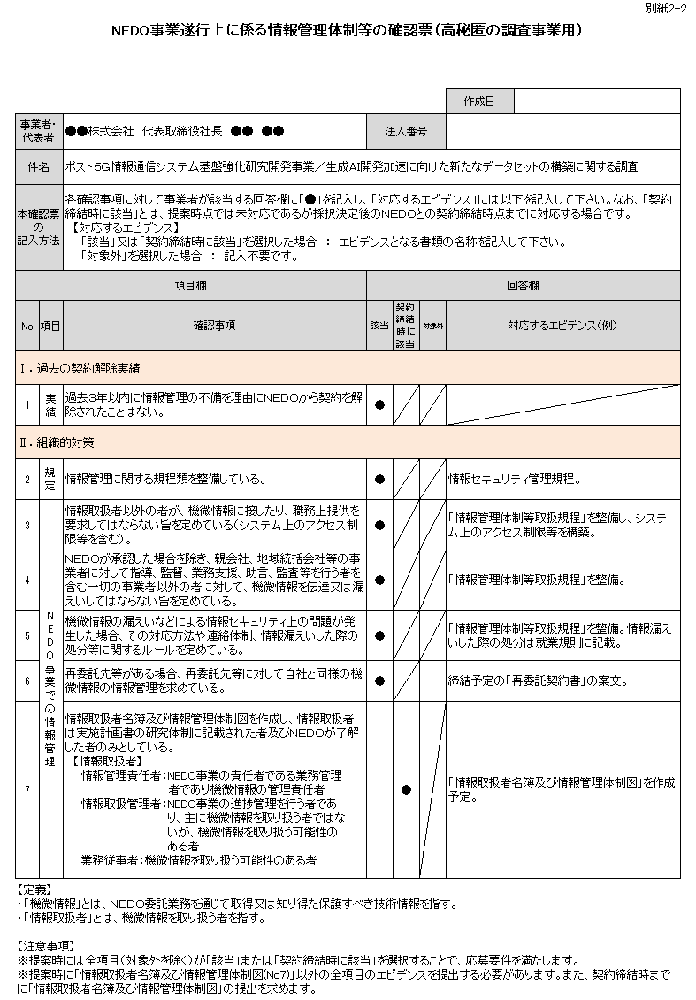 別紙2-2
NEDO事業遂行上に係る情報管理体制等の確認票（高秘匿の調査事業用）
作成日
事業者・
代表者
●●株式会社　代表取締役社長　●●　●●
法人番号
件名
ポスト5G情報通信システム基盤強化研究開発事業／生成AI開発加速に向けた新たなデータセットの構築に関する調査
本確認票
の
記入方法
各確認事項に対して事業者が該当する回答欄に「●」を記入し、「対応するエビデンス」には以下を記入して下さい。なお、「契約
締結時に該当」とは、提案時点では未対応であるが採択決定後のNEDOとの契約締結時点までに対応する場合です。
【対応するエビデンス】
「該当」又は「契約締結時に該当」を選択した場合　：　エビデンスとなる書類の名称を記入して下さい。
「対象外」を選択した場合　：　記入不要です。
項目欄
回答欄
No
項目
確認事項
該当
契約
締結
時に
該当
対象外
対応するエビデンス（例）
Ⅰ．過去の契約解除実績
1
実
績
過去3年以内に情報管理の不備を理由にNEDOから契約を解
除されたことはない。
●
Ⅱ．組織的対策
2
規
定
情報管理に関する規程類を整備している。
●
情報セキュリティ管理規程。
NEDO事業での情報管理
3
情報取扱者以外の者が、機微情報に接したり、職務上提供を
要求してはならない旨を定めている（システム上のアクセス制
限等を含む）。
●
「情報管理体制等取扱規程」を整備し、システ
ム上のアクセス制限等を構築。
4
NEDOが承認した場合を除き、親会社、地域統括会社等の事
業者に対して指導、監督、業務支援、助言、監査等を行う者を
含む一切の事業者以外の者に対して、機微情報を伝達又は漏
えいしてはならない旨を定めている。
●
「情報管理体制等取扱規程」を整備。
5
機微情報の漏えいなどによる情報セキュリティ上の問題が発
生した場合、その対応方法や連絡体制、情報漏えいした際の
処分等に関するルールを定めている。
●
「情報管理体制等取扱規程」を整備。情報漏え
いした際の処分は就業規則に記載。
6
再委託先等がある場合、再委託先等に対して自社と同様の機
微情報の情報管理を求めている。
●
締結予定の「再委託契約書」の案文。
7
情報取扱者名簿及び情報管理体制図を作成し、情報取扱者
は実施計画書の研究体制に記載された者及びNEDOが了解
した者のみとしている。
【情報取扱者】
情報管理責任者：NEDO事業の責任者である業務管理
者であり機微情報の管理責任者
情報取扱管理者：NEDO事業の進捗管理を行う者であ
り、主に機微情報を取り扱う者ではな
いが、機微情報を取り扱う可能性の
ある者
業務従事者：機微情報を取り扱う可能性のある者
●
「情報取扱者名簿及び情報管理体制図」を作成
予定。
【定義】
・「機微情報」とは、NEDO委託業務を通じて取得又は知り得た保護すべき技術情報を指す。
・「情報取扱者」とは、機微情報を取り扱う者を指す。
【注意事項】
※提案時には全項目（対象外を除く）が「該当」または「契約締結時に該当」を選択することで、応募要件を満たします。
※提案時に「情報取扱者名簿及び情報管理体制図(No7)」以外の全項目のエビデンスを提出する必要があります。また、契約締結時まで
に「情報取扱者名簿及び情報管理体制図」の提出を求めます。